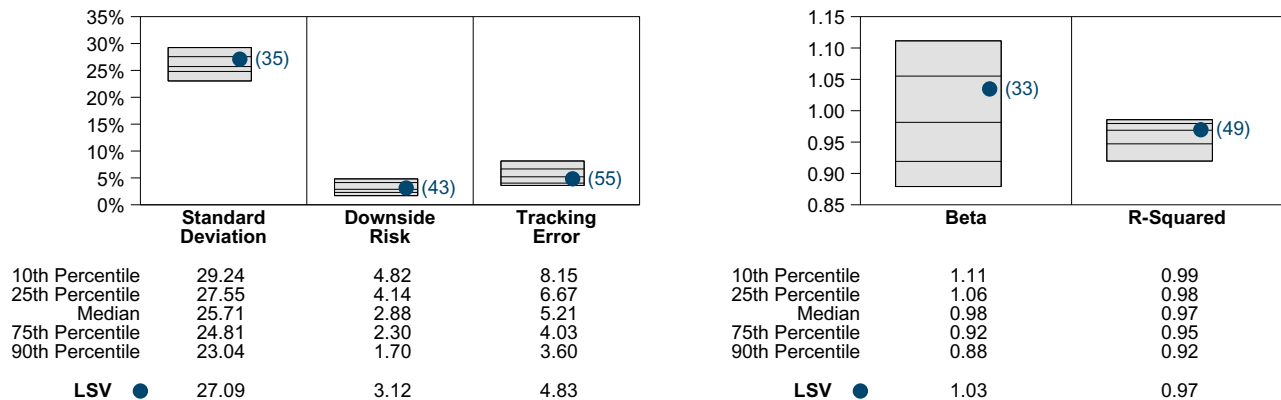 35%
30%
25%
20%
15%
10%
5%
0%
(35)
(43)
(55)
Standard
Deviation
Downside
Risk
Tracking
Error
10th Percentile 29.24 4.82 8.15
25th Percentile 27.55 4.14 6.67
Median 25.71 2.88 5.21
75th Percentile 24.81 2.30 4.03
90th Percentile 23.04 1.70 3.60
LSV 27.09 3.12 4.83
1.15
1.10
1.05
1.00
0.95
0.90
0.85
(33)
(49)
Beta R-Squared
10th Percentile 1.11 0.99
25th Percentile 1.06 0.98
Median 0.98 0.97
75th Percentile 0.92 0.95
90th Percentile 0.88 0.92
LSV 1.03 0.97